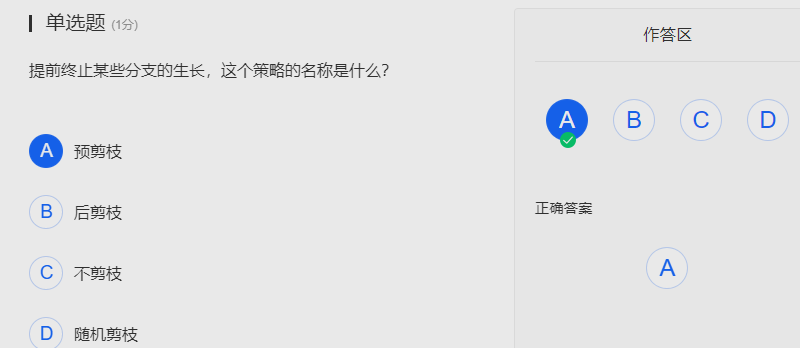 单选题 (1分)
提前终止某些分支的生长，这个策略的名称是什么?
A 预剪枝
B 后剪枝
C 不剪枝
D 随机剪枝
作答区
A B C D
正确答案
A